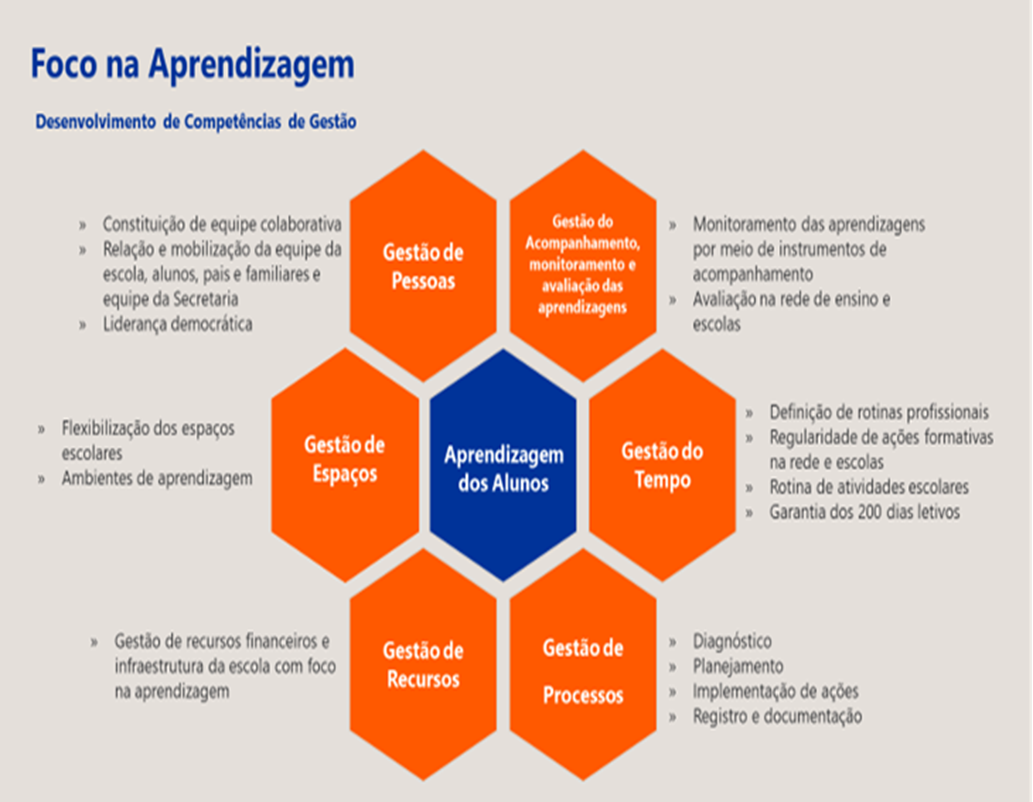 Foco na Aprendizagem
Desenvolvimento de Competências de Gestão
» Constituição de equipe colaborativa
» Relação e mobilização da equipe da
escola, alunos, pais e familiares e
equipe da Secretaria
» Liderança democrática
Gestão de
Pessoas
Gestão do
Acompanhamento,
monitoramento e
avaliação das
aprendizagens
» Monitoramento das aprendizagens
por meio de instrumentos de
acompanhamento
» Avaliação na rede de ensino e
escolas
» Flexibilização dos espaços
escolares
» Ambientes de aprendizagem
Gestão de
Espaços
Aprendizagem
dos Alunos
Gestão do
Tempo
» Definição de rotinas profissionais
» Regularidade de ações formativas
na rede e escolas
» Rotina de atividades escolares
» Garantia dos 200 dias letivos
» Gestão de recursos financeiros e
infraestrutura da escola com foco
na aprendizagem
Gestão de
Recursos
Gestão de
Processos
» Diagnóstico
» Planejamento
» Implementação de ações
» Registro e documentação